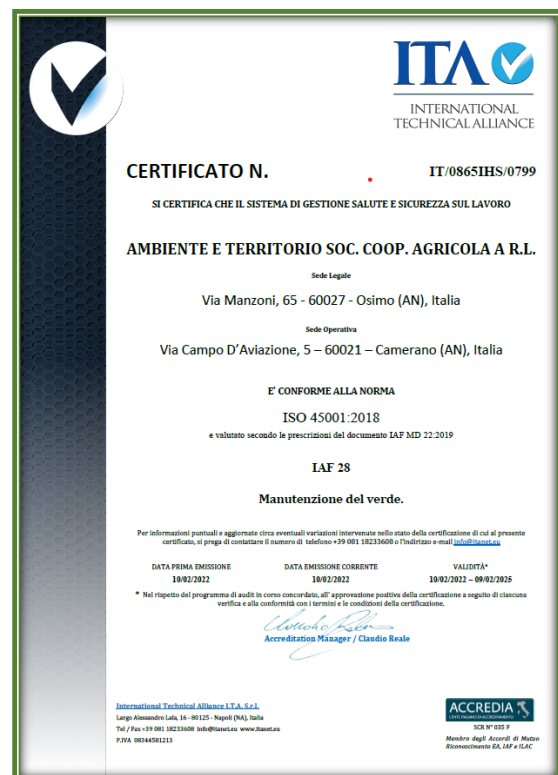 ITA
INTERNATIONAL
TECHNICAL ALLIANCE
CERTIFICATO N.
IT/0865IHS/0799
SI CERTIFICA CHE IL SISTEMA DI GESTIONE SALUTE E SICUREZZA SUL LAVORO
AMBIENTE E TERRITORIO SOC. COOP. AGRICOLA A R.L.
Sede Legale
Via Manzoni, 65 - 60027 - Osimo (AN), Italia
Sede Operativa
Via Campo D'Aviazione, 5 – 60021 – Camerano (AN), Italia
E' CONFORME ALLA NORMA
ISO 45001:2018
e valutato secondo le prescrizioni del documento IAF MD 22:2019
IAF 28
Manutenzione del verde.
Per informazioni puntuali e aggiornate circa eventuali variazioni intervenute nello stato della certificazione di cui al presente
certificato, si prega di contattare il numero di telefono +39 081 18233608 o l'indirizzo e-mail info@itanet.eu
DATA PRIMA EMISSIONE
10/02/2022
DATA EMISSIONE CORRENTE
10/02/2022
VALIDITÀ*
10/02/2022 – 09/02/2025
* Nel rispetto del programma di audit in corso concordato, all' approvazione positiva della certificazione a seguito di ciascuna
verifica e alla conformità con i termini e le condizioni della certificazione.
Accreditation Manager / Claudio Reale
International Technical Alliance I.T.A. S.r.l.
Largo Alessandro Lala, 16 - 80125 - Napoli (NA), Italia
Tel / Fax +39 081 18233608 info@itanet.eu www.itanet.eu
P.IVA 08344581213
ACCREDIA
L'ENTE ITALIANO DI ACCREDITAMENTO
SCR N° 035 F
Membro degli Accordi di Mutuo
Riconoscimento EA, IAF e ILAC